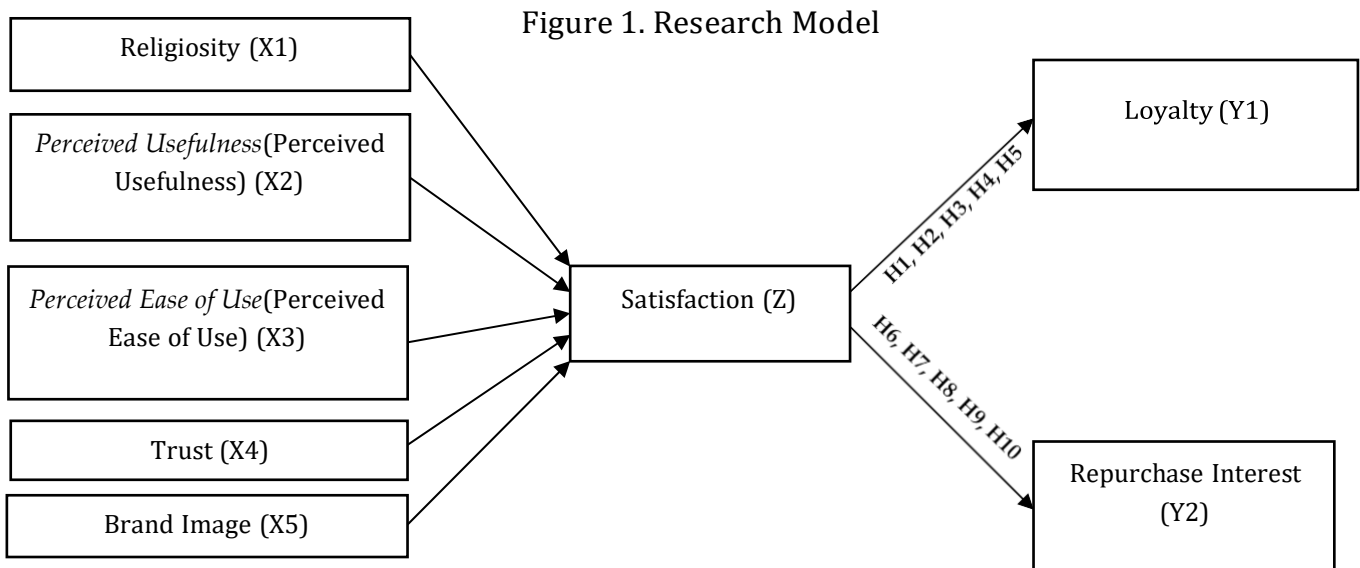 Figure 1. Research Model
Religiosity (X1)
Perceived Usefulness(Perceived
Usefulness) (X2)
Perceived Ease of Use(Perceived
Ease of Use) (X3)
Trust (X4)
Brand Image (X5)
Satisfaction (Z)
H1, H2, H3, H4, H5
H6, H7, H8, H9, H10
Loyalty (Y1)
Repurchase Interest
(Y2)